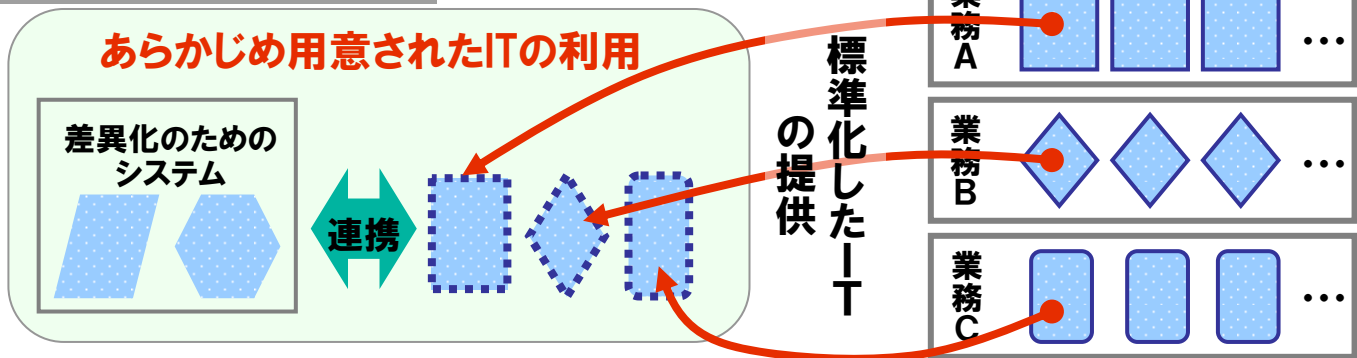 あらかじめ用意されたITの利用
差異化のための
システム
連携
標準化したIT
の提供
業務A
…
業務B
…
業務C
…